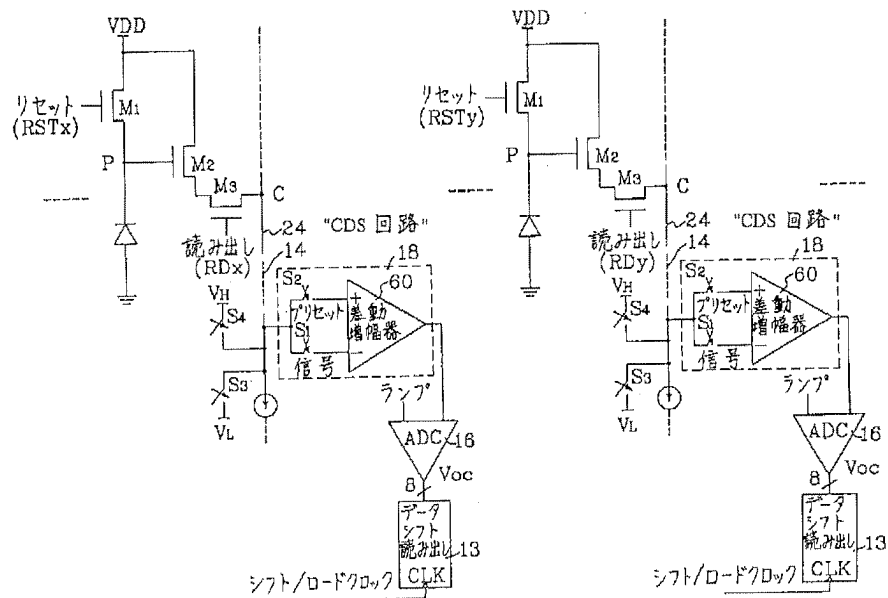 VDD
リセット
(RSTx)
M1
P
M2
M3
C
24
"CDS 回路"
読み出し
(RDx)
14
18
S2
60
VH
S4
プリセット
+
差動
増幅器
S1
−
信号
S3
VL
ランプ
ADC
16
8
Voc
データ
シフト
読み出し
13
CLK
シフト/ロードクロック
VDD
リセット
(RSTy)
M1
P
M2
M3
C
24
"CDS 回路"
読み出し
(RDy)
14
18
S2
60
VH
S4
プリセット
+
差動
増幅器
S1
−
信号
S3
VL
ランプ
ADC
16
8
Voc
データ
シフト
読み出し
13
CLK
シフト/ロードクロック